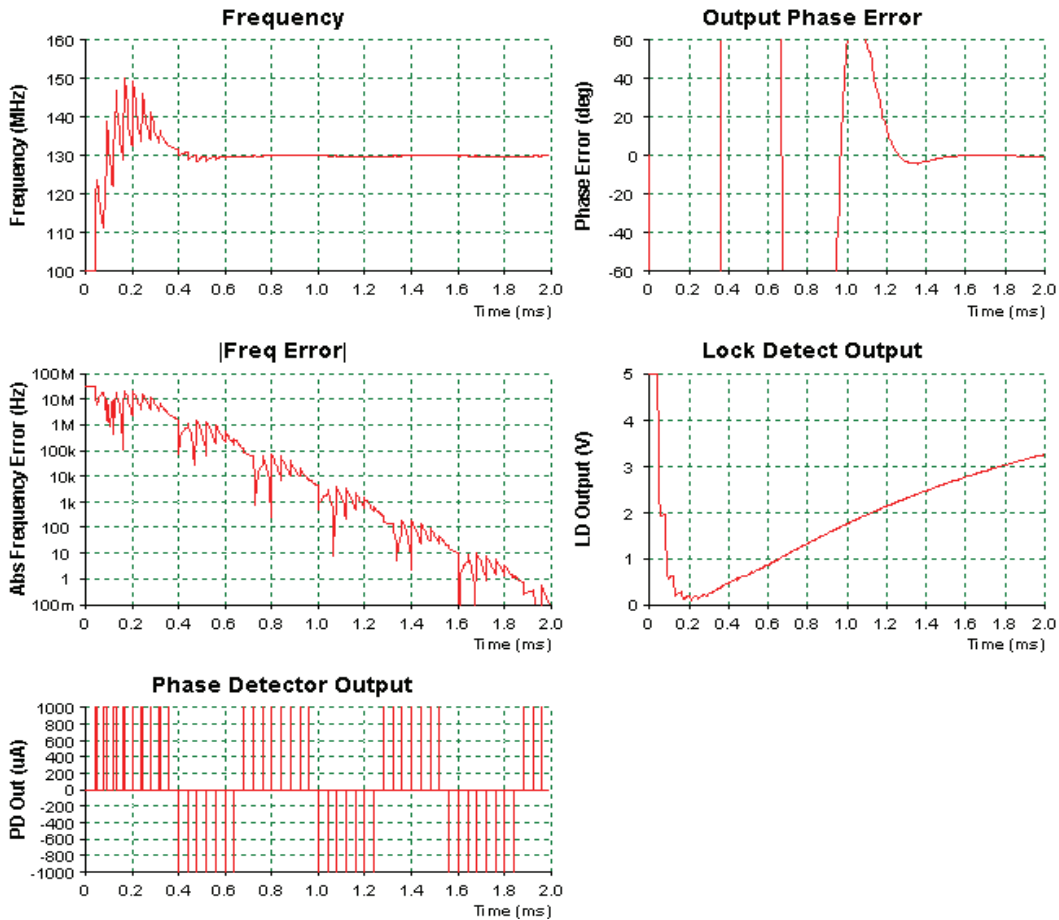 Frequency
Frequency (MHz)
160
150
140
130
120
110
100
0 0.2 0.4 0.6 0.8 1.0 1.2 1.4 1.6 1.8 2.0
Time (ms)
Output Phase Error
Phase Error (deg)
60
40
20
0
-20
-40
-60
0 0.2 0.4 0.6 0.8 1.0 1.2 1.4 1.6 1.8 2.0
Time (ms)
|Freq Error|
Abs Frequency Error (Hz)
100M
10M
1M
100k
10k
1k
100
10
1
100m
0 0.2 0.4 0.6 0.8 1.0 1.2 1.4 1.6 1.8 2.0
Time (ms)
Lock Detect Output
LD Output (V)
5
4
3
2
1
0
0 0.2 0.4 0.6 0.8 1.0 1.2 1.4 1.6 1.8 2.0
Time (ms)
Phase Detector Output
PD Out (uA)
1000
800
600
400
200
0
-200
-400
-600
-800
-1000
0 0.2 0.4 0.6 0.8 1.0 1.2 1.4 1.6 1.8 2.0
Time (ms)